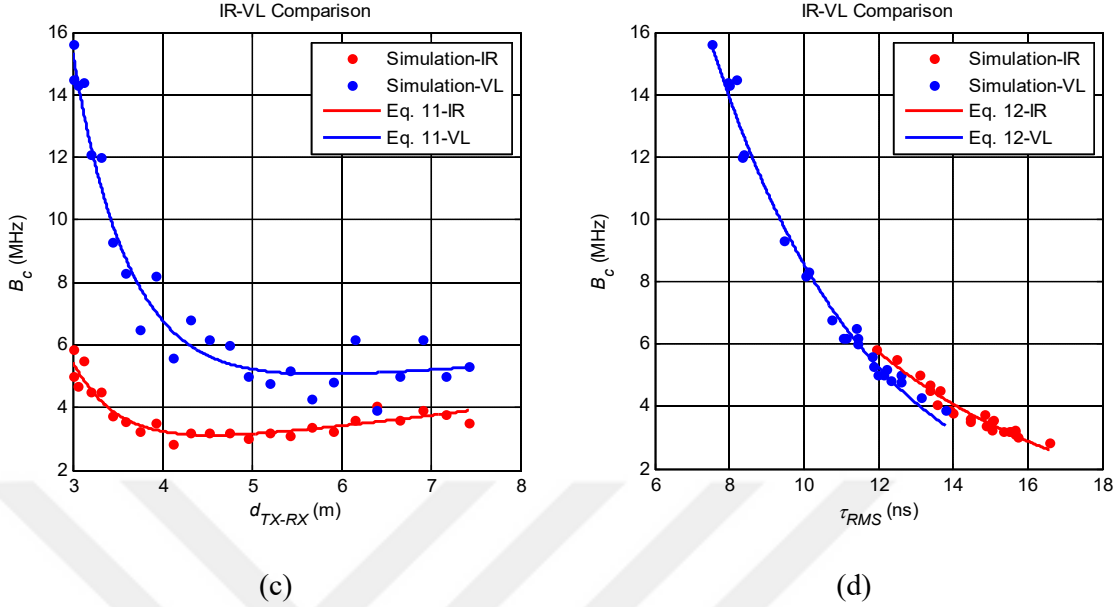 IR-VL Comparison
16
14
12
10
8
6
4
2
B_c (MHz)
Simulation-IR
Simulation-VL
Eq. 11-IR
Eq. 11-VL
3 4 5 6 7 8
d_TX-RX (m)
(c)
IR-VL Comparison
16
14
12
10
8
6
4
2
B_c (MHz)
Simulation-IR
Simulation-VL
Eq. 12-IR
Eq. 12-VL
6 8 10 12 14 16 18
τ_RMS (ns)
(d)